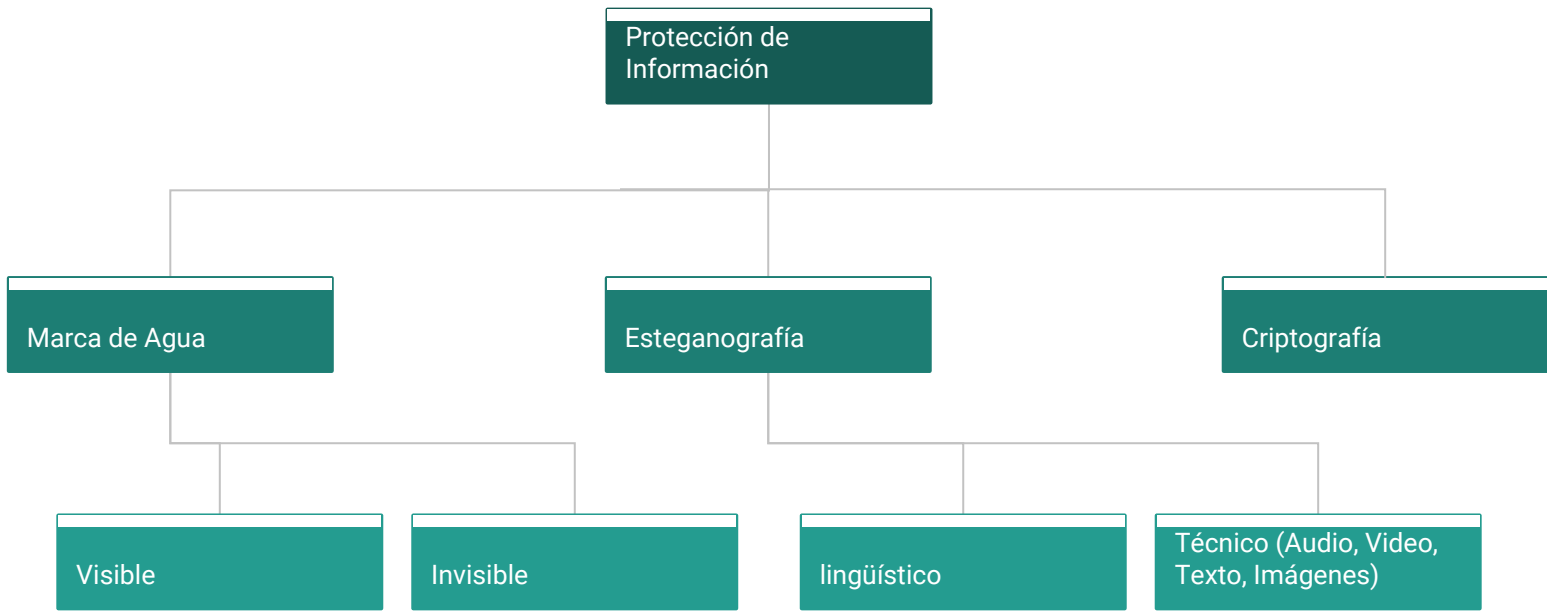 Protección de
Información
Marca de Agua
Esteganografía
Criptografía
Visible
Invisible
lingüístico
Técnico (Audio, Video,
Texto, Imágenes)